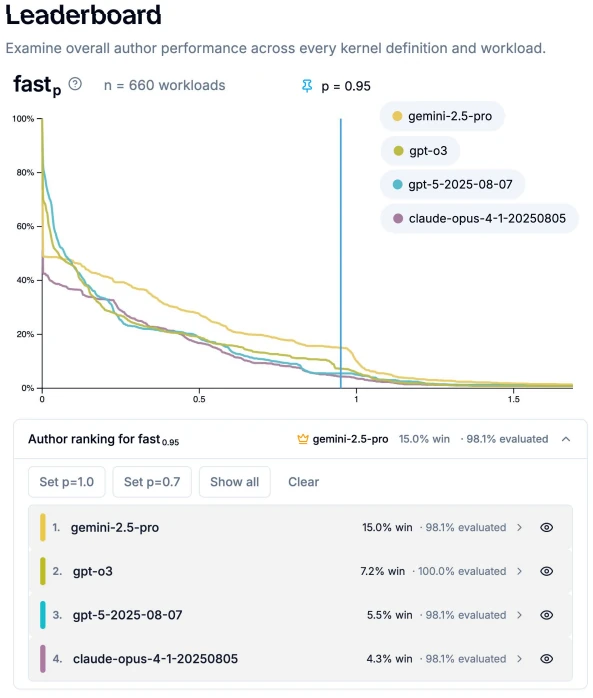 Leaderboard
Examine overall author performance across every kernel definition and workload.
fastp n = 660 workloads p = 0.95
gemini-2.5-pro
gpt-o3
gpt-5-2025-08-07
claude-opus-4-1-20250805
100%
80%
60%
40%
20%
0%
0 0.5 1 1.5
Author ranking for fast0.95 gemini-2.5-pro 15.0% win · 98.1% evaluated
Set p=1.0 Set p=0.7 Show all Clear
1. gemini-2.5-pro 15.0% win · 98.1% evaluated
2. gpt-o3 7.2% win · 100.0% evaluated
3. gpt-5-2025-08-07 5.5% win · 98.1% evaluated
4. claude-opus-4-1-20250805 4.3% win · 98.1% evaluated